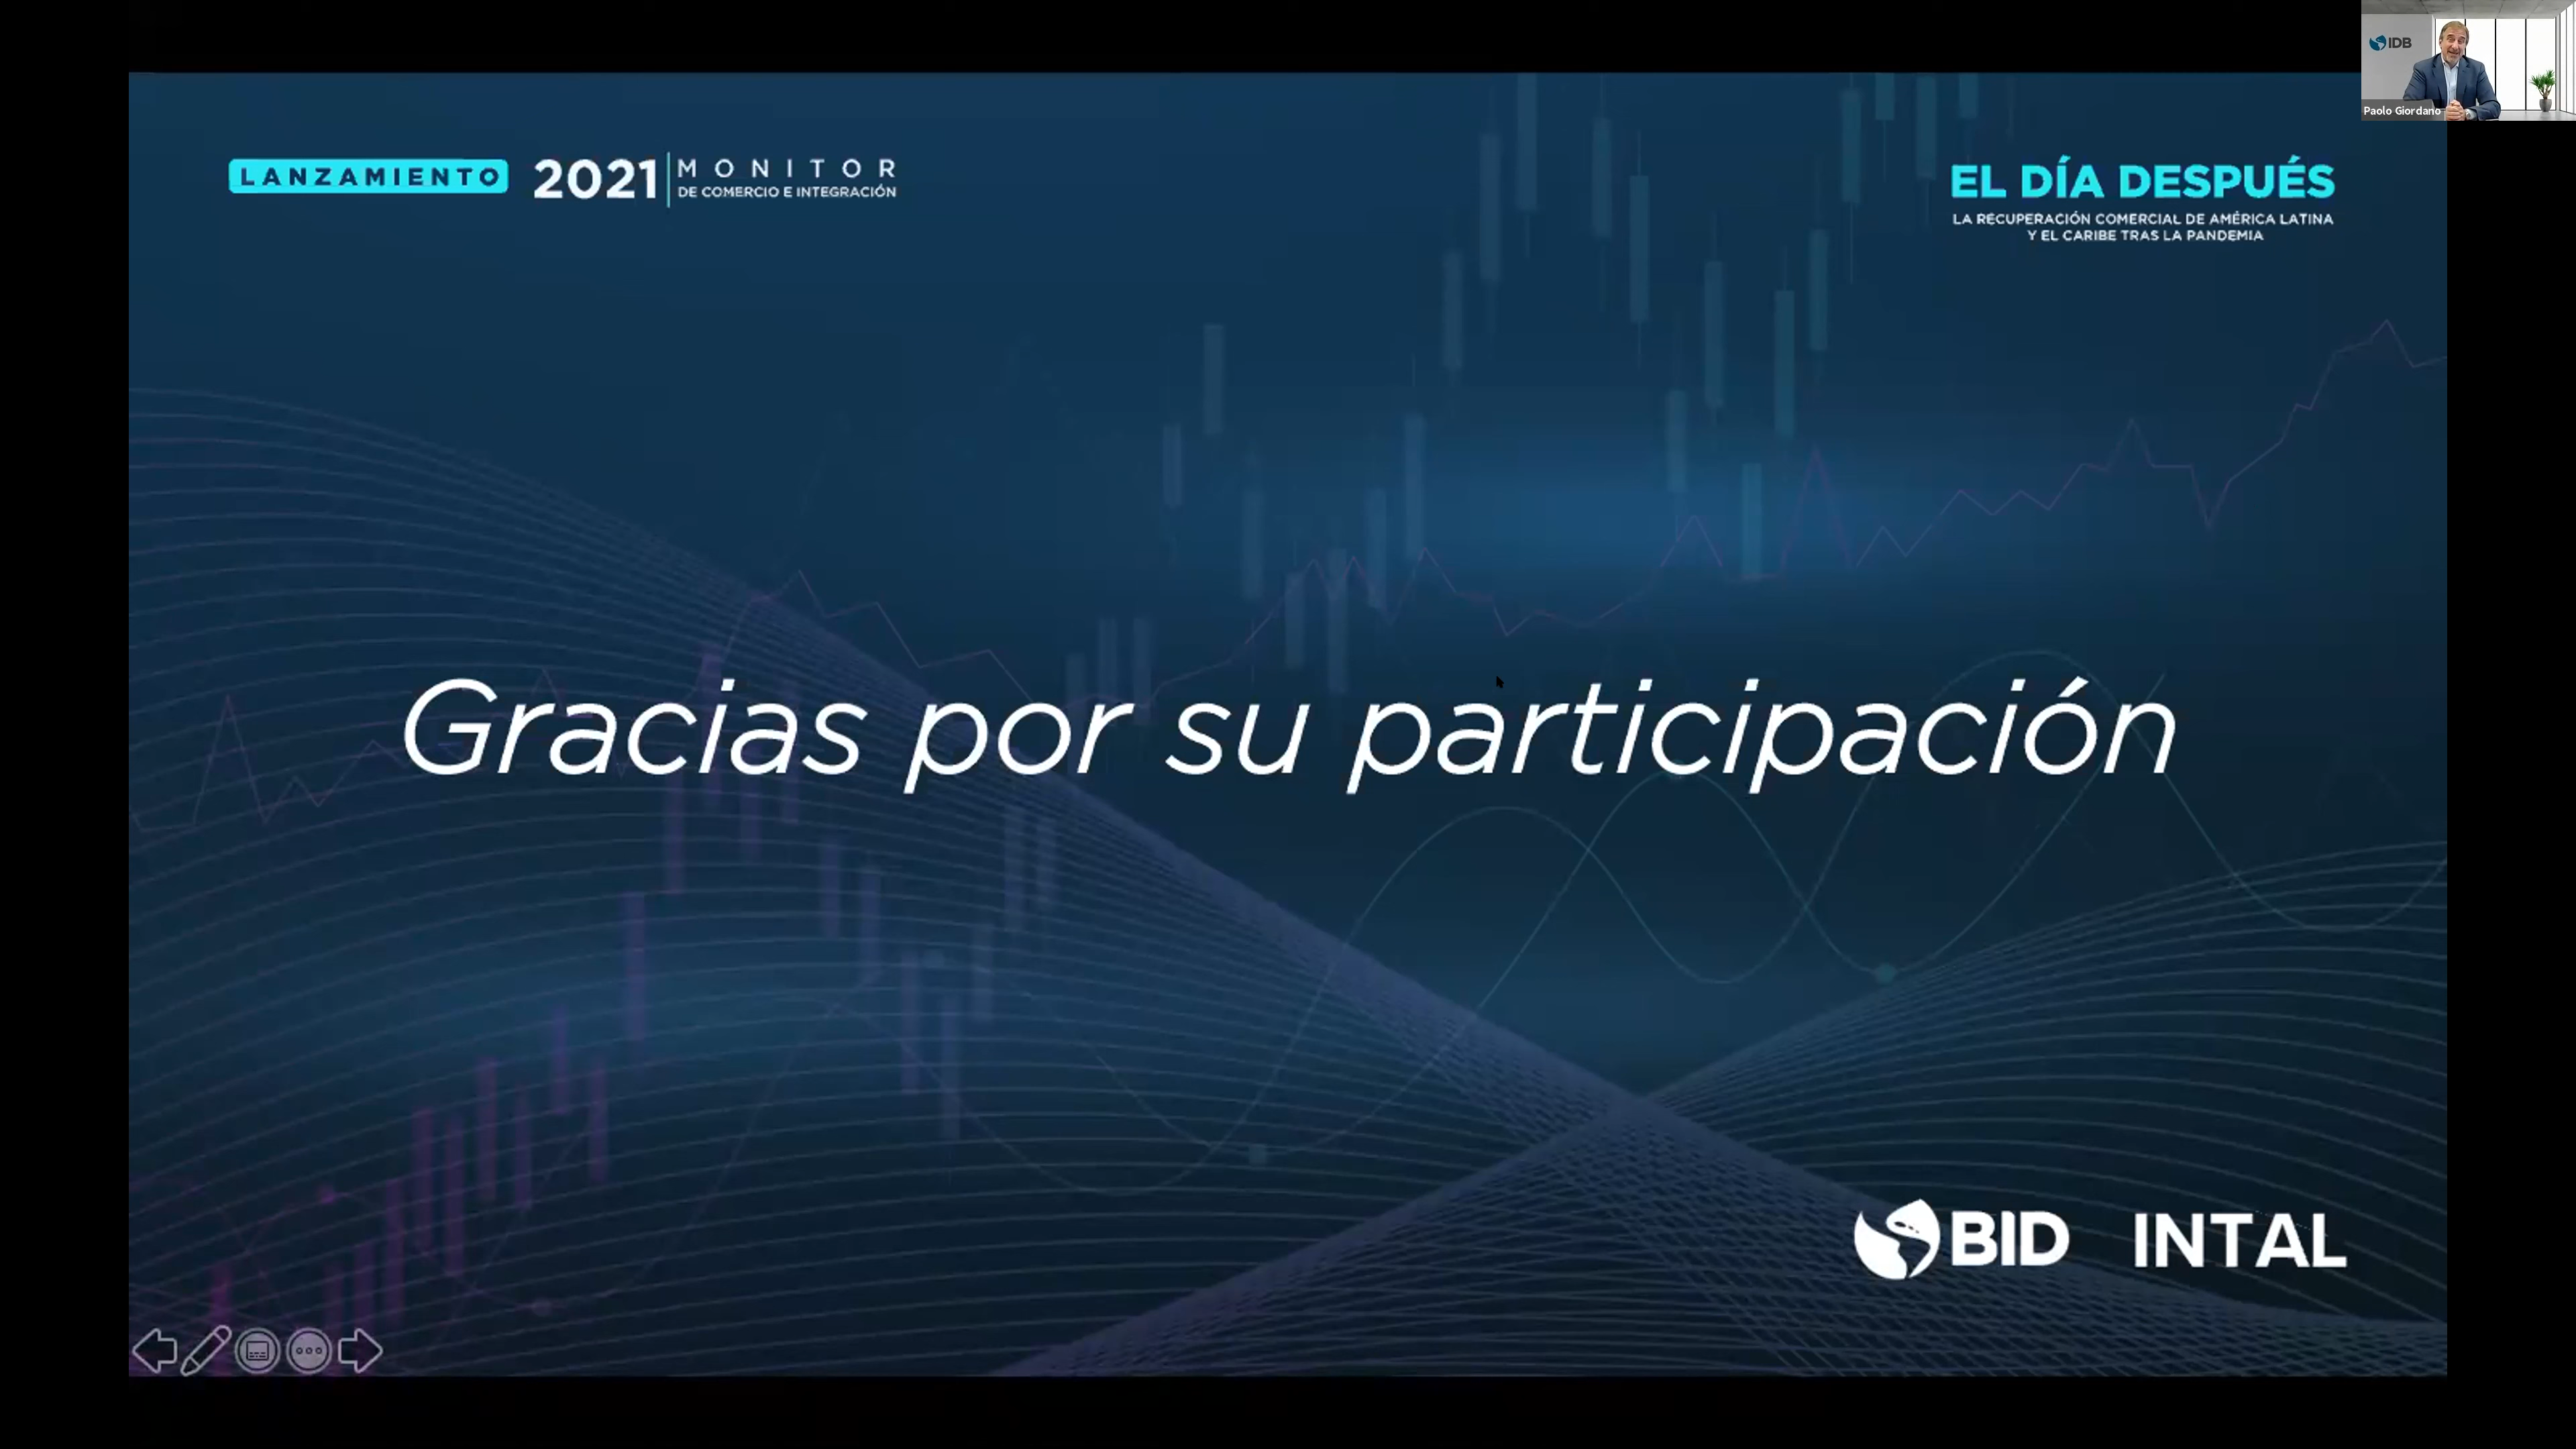 IDB
Paolo Giordano
LANZAMIENTO
2021
MONITOR
DE COMERCIO E INTEGRACIÓN
EL DÍA DESPUÉS
LA RECUPERACIÓN COMERCIAL DE AMÉRICA LATINA
Y EL CARIBE TRAS LA PANDEMIA
Gracias por su participación
BID
INTAL